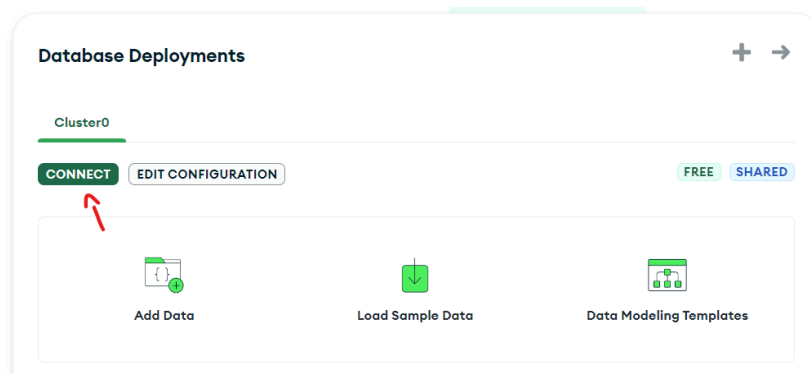 Database Deployments
Cluster0
CONNECT EDIT CONFIGURATION FREE SHARED
{ }
Add Data Load Sample Data Data Modeling Templates